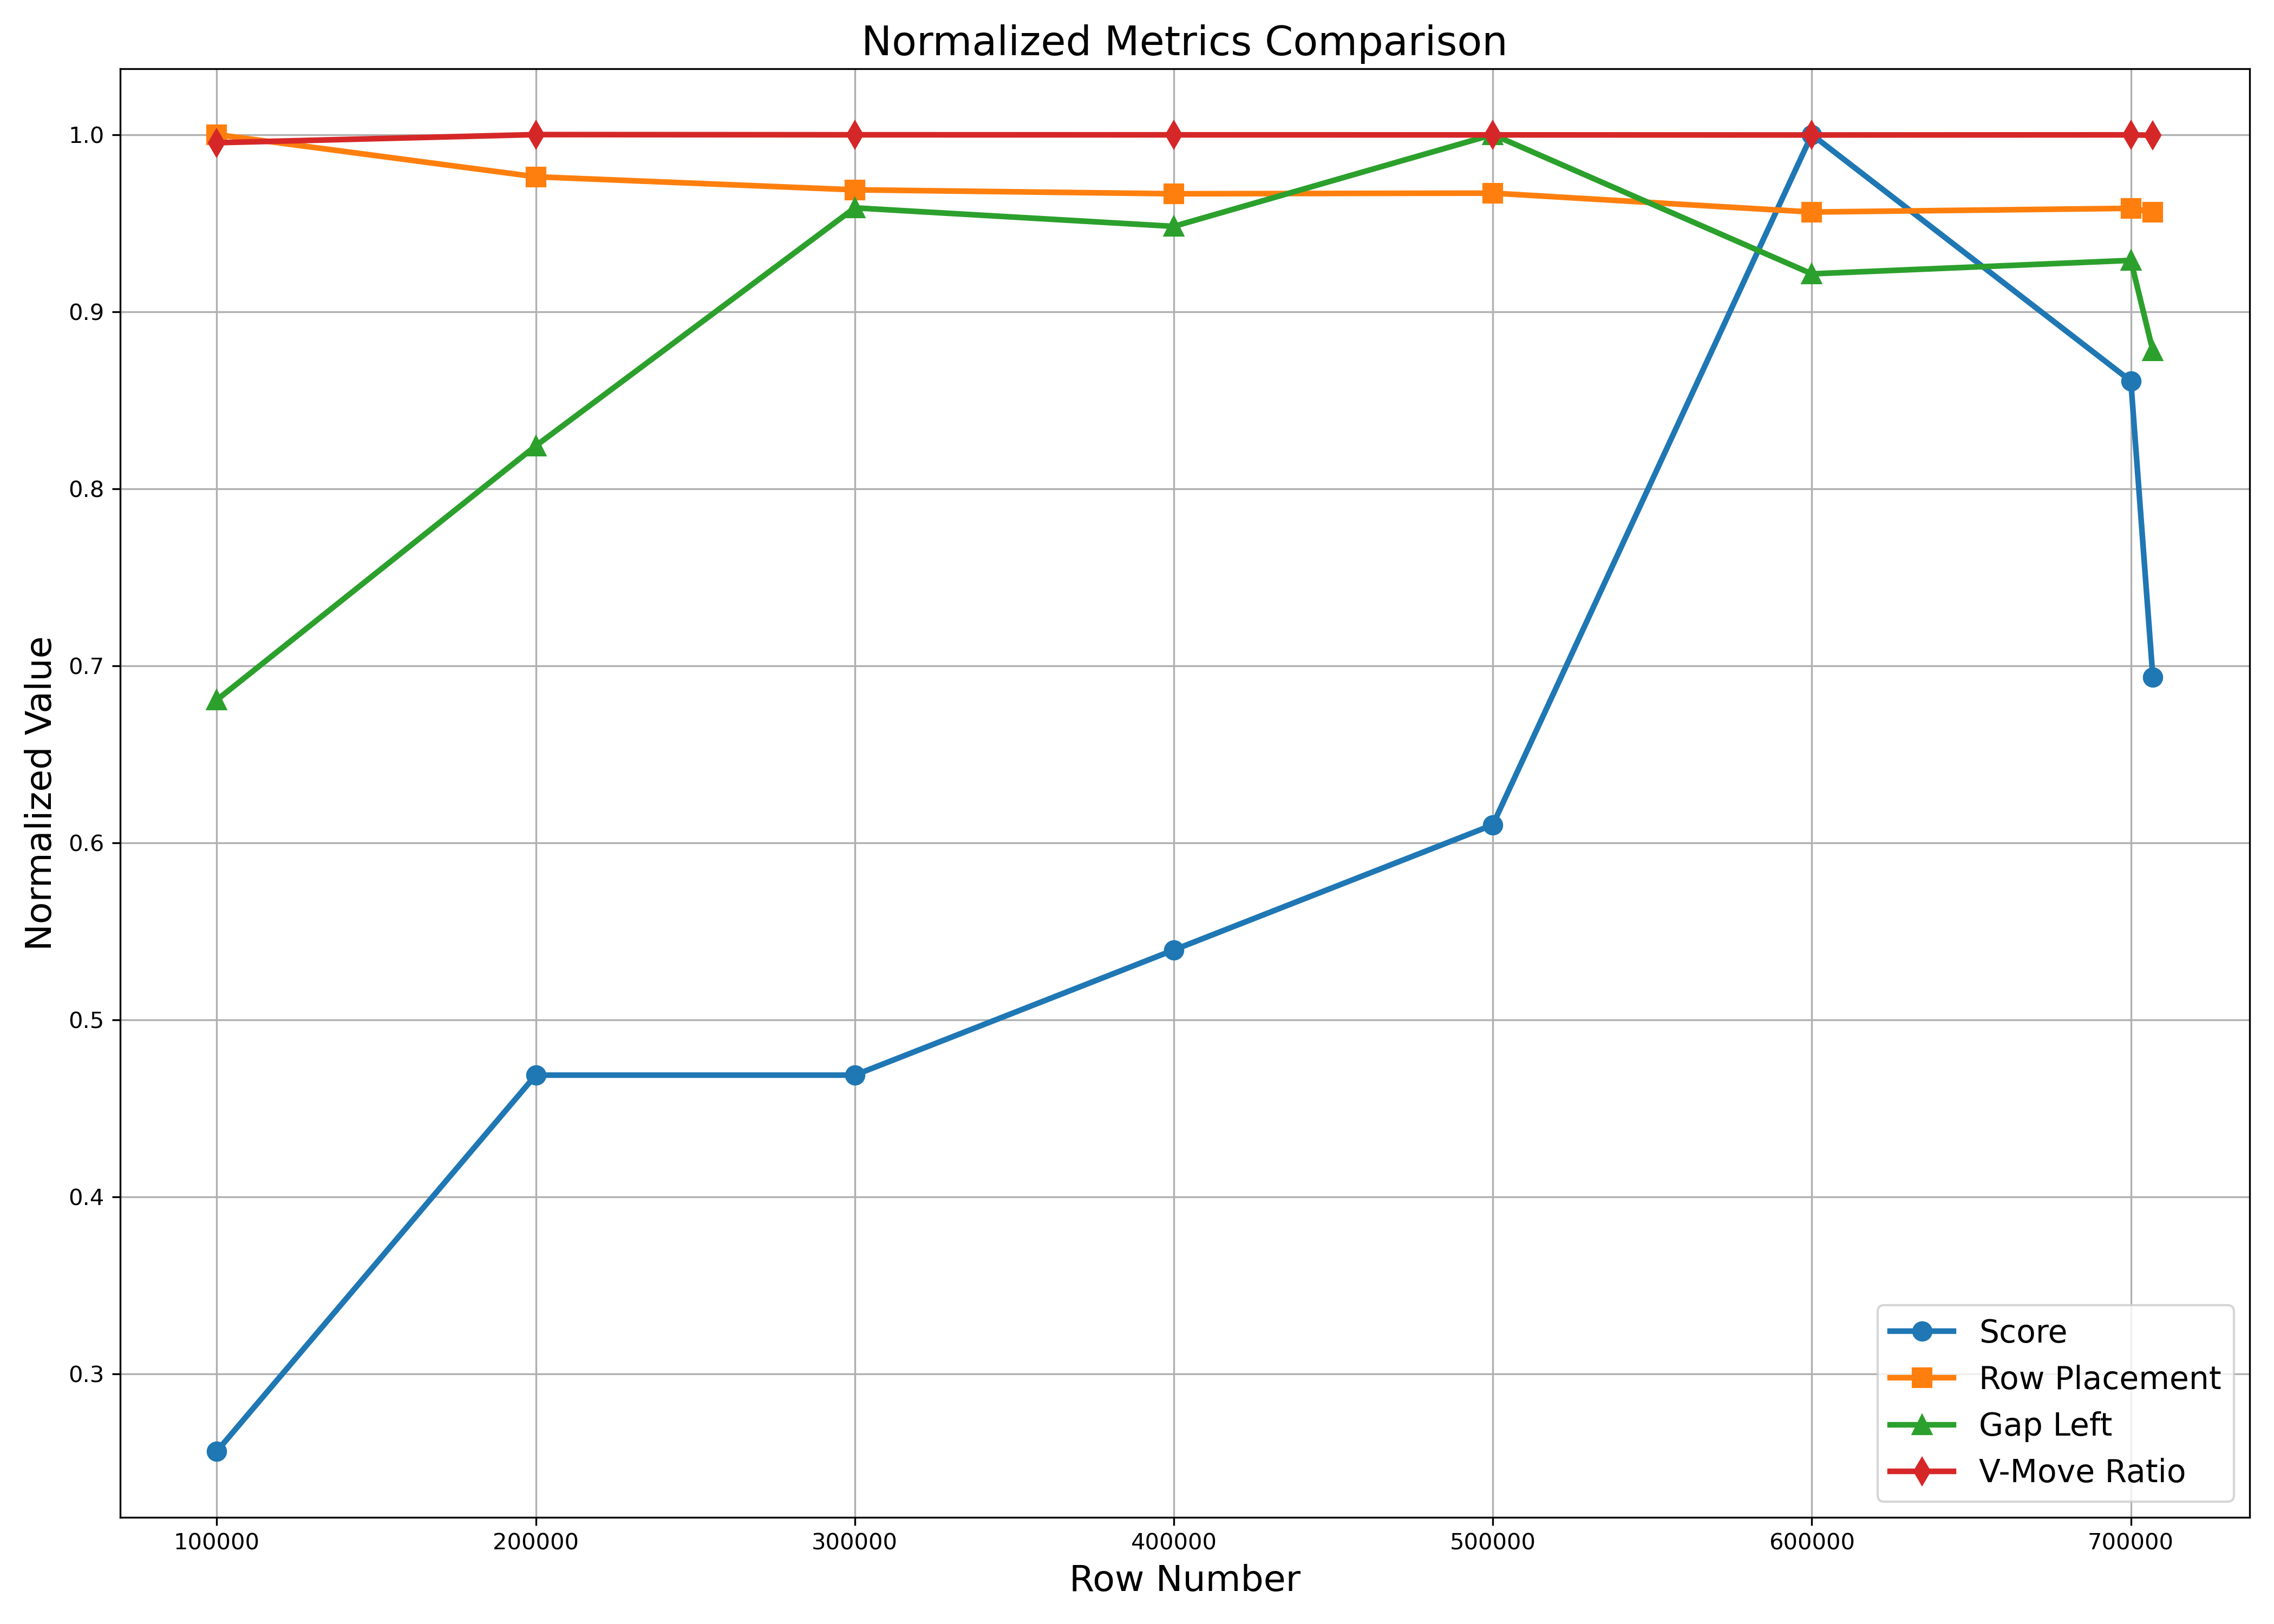 Normalized Metrics Comparison
Normalized Value
1.0
0.9
0.8
0.7
0.6
0.5
0.4
0.3
100000 200000 300000 400000 500000 600000 700000
Row Number
Score
Row Placement
Gap Left
V-Move Ratio